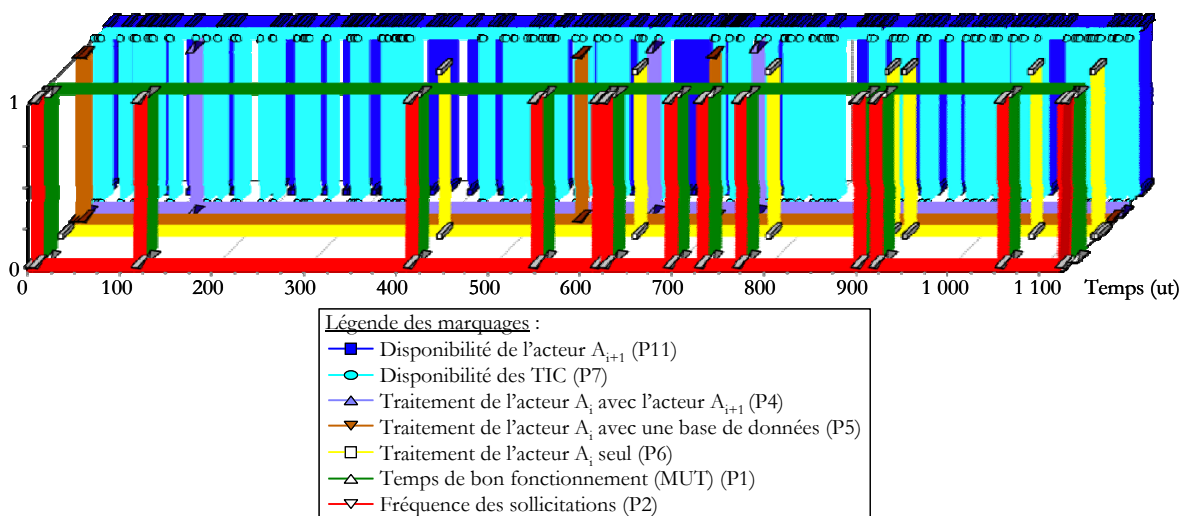 1
0
0 100 200 300 400 500 600 700 800 900 1 000 1 100 Temps (ut)
Légende des marquages :
Disponibilité de l'acteur Ai+1 (P11)
Disponibilité des TIC (P7)
Traitement de l'acteur Ai avec l'acteur Ai+1 (P4)
Traitement de l'acteur Ai avec une base de données (P5)
Traitement de l'acteur Ai seul (P6)
Temps de bon fonctionnement (MUT) (P1)
Fréquence des sollicitations (P2)